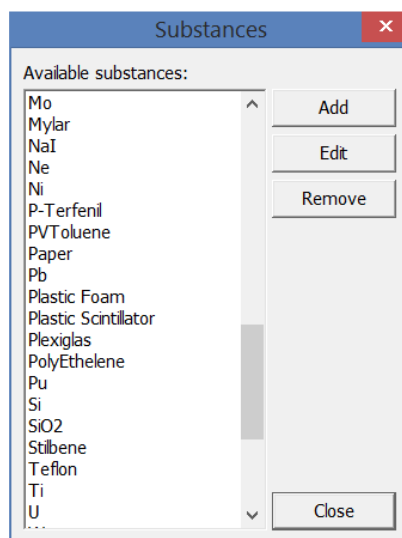 Substances
Available substances:
Mo
Mylar
NaI
Ne
Ni
P-Terfenil
PVToluene
Paper
Pb
Plastic Foam
Plastic Scintillator
Plexiglas
PolyEthelene
Pu
Si
SiO2
Stilbene
Teflon
Ti
U
Add
Edit
Remove
Close